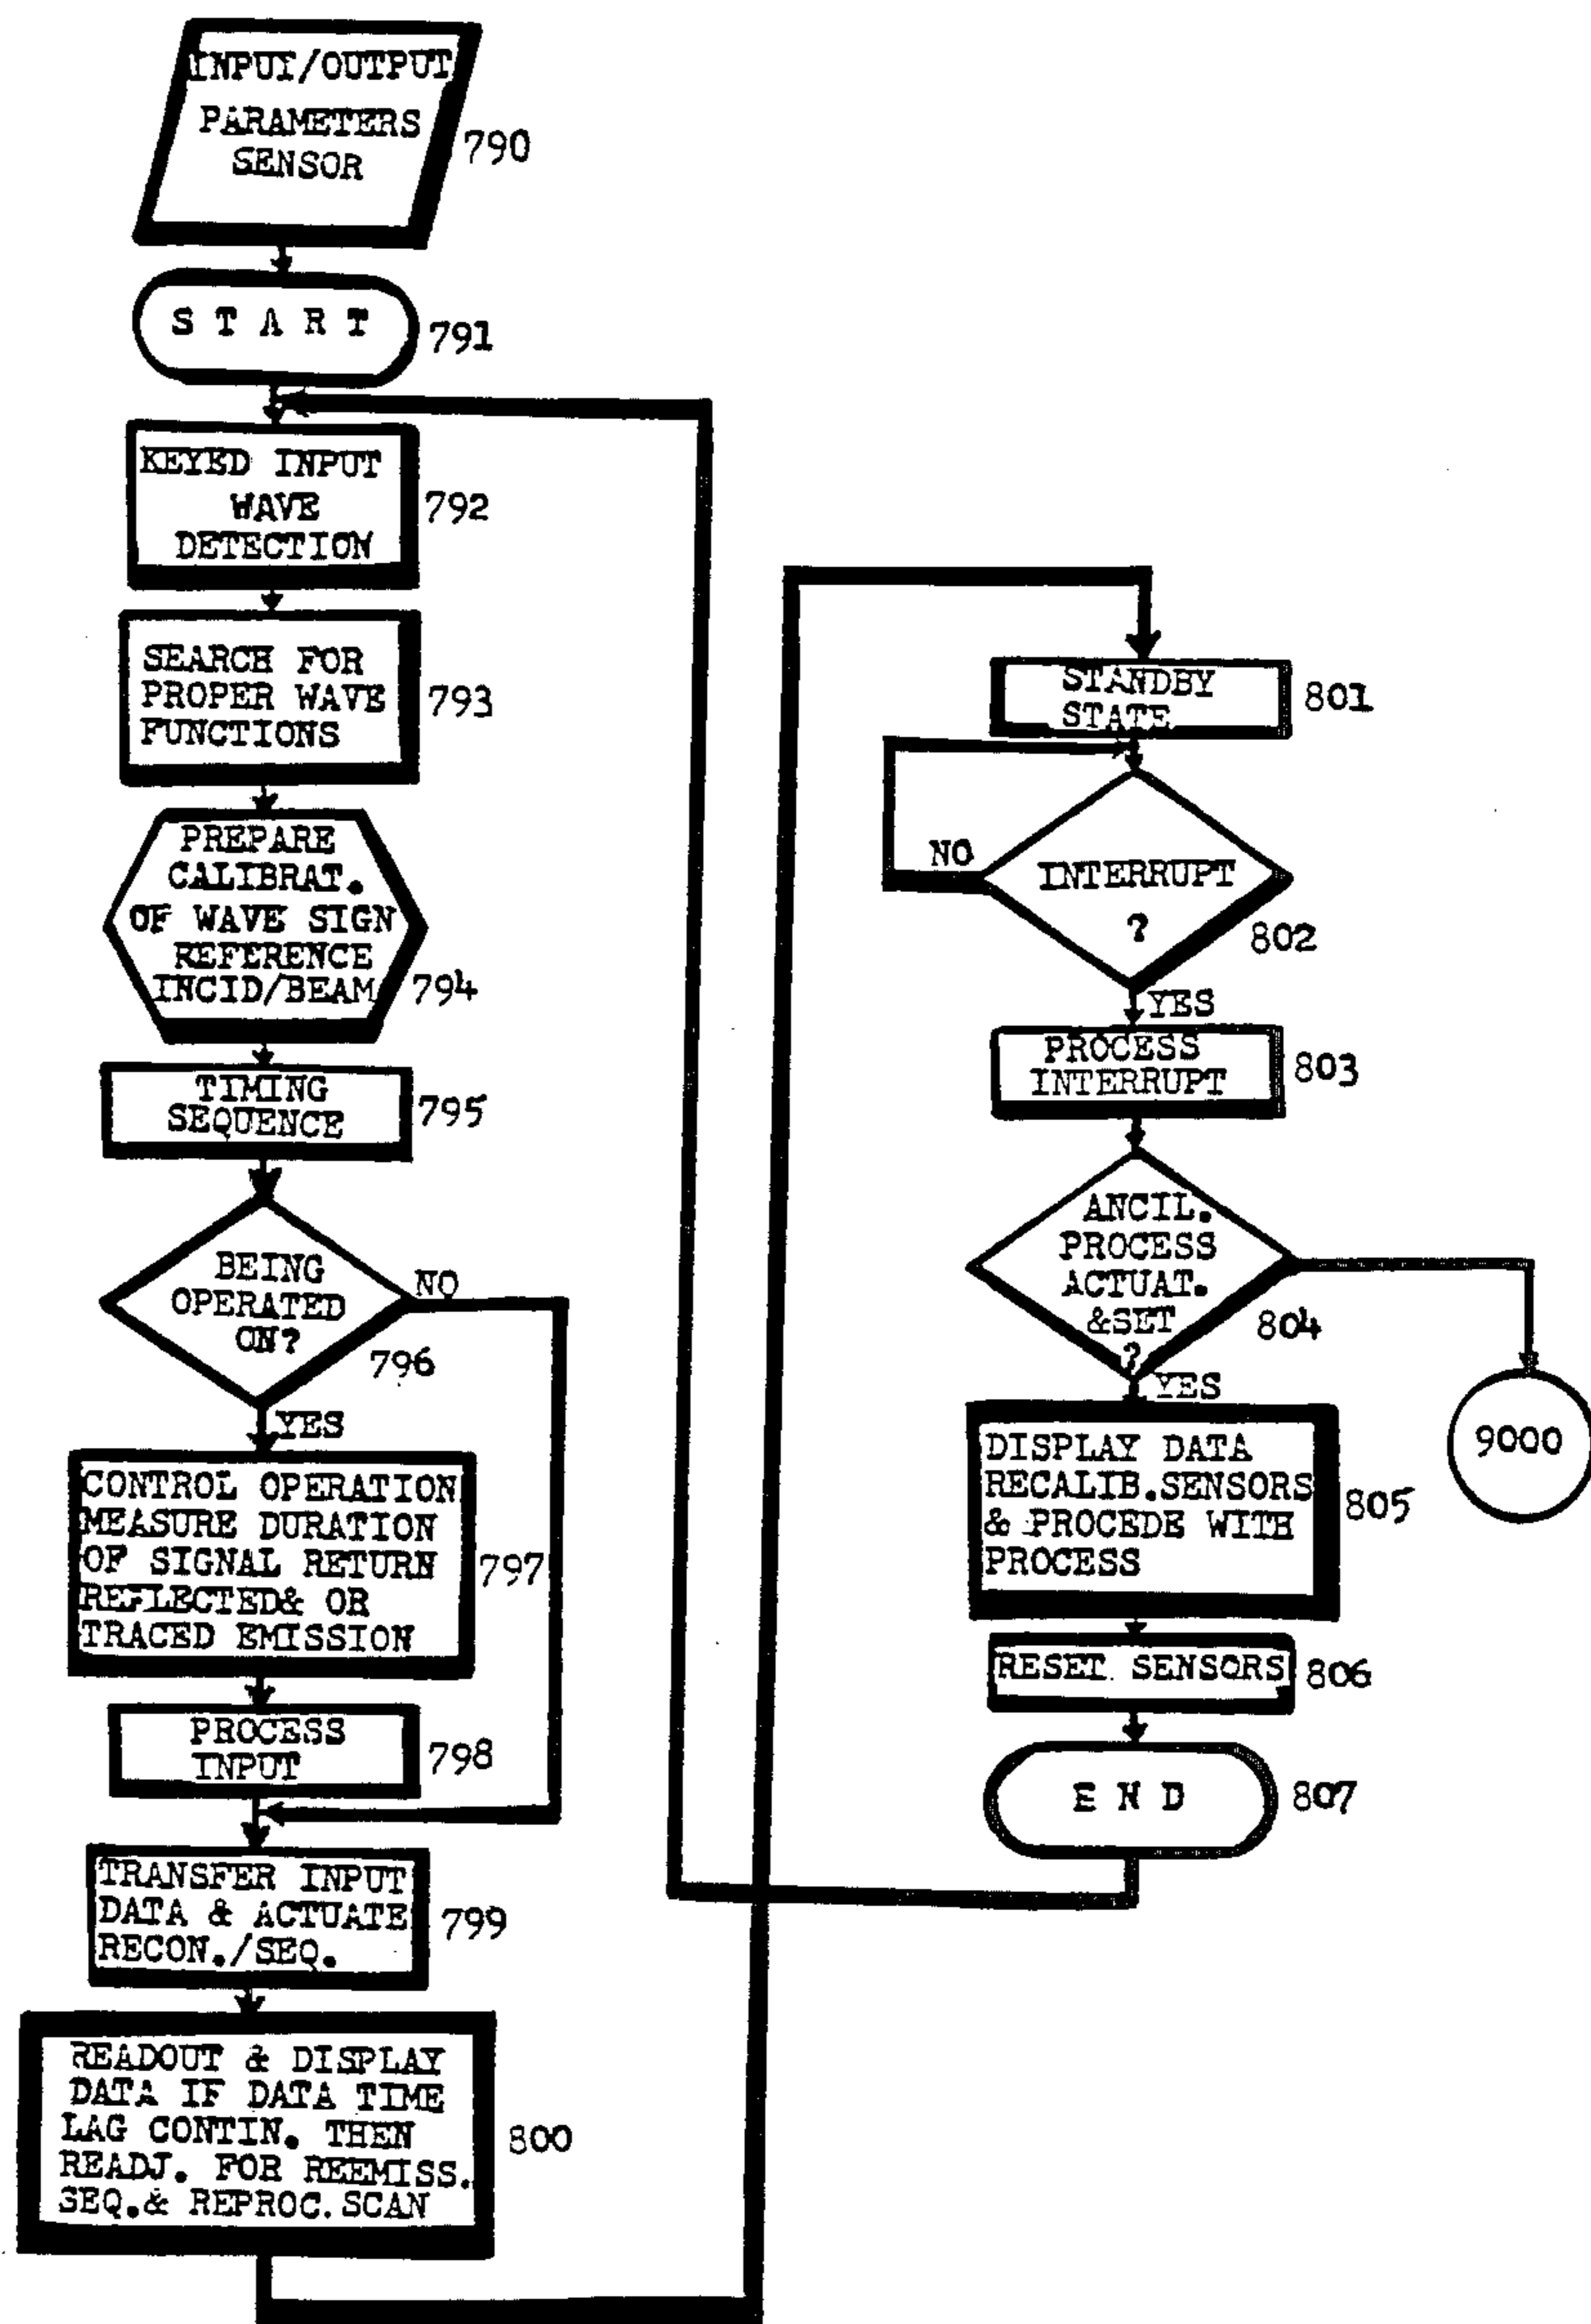 INPUT/OUTPUT
PARAMETERS
SENSOR
790
S T A R T
791
KEYED INPUT
WAVE
DETECTION
792
SEARCH FOR
PROPER WAVE
FUNCTIONS
793
PREPARE
CALIBRAT.
OF WAVE SIGN
REFERENCE
INCID/BEAM
794
TIMING
SEQUENCE
795
BEING
OPERATED
ON?
796
NO
YES
CONTROL OPERATION
MEASURE DURATION
OF SIGNAL RETURN
REFLECTED& OR
TRACED EMISSION
797
PROCESS
INPUT
798
TRANSFER INPUT
DATA & ACTUATE
RECON./SEQ.
799
READOUT & DISPLAY
DATA IF DATA TIME
LAG CONTIN. THEN
READJ. FOR REEMISS.
SEQ.& REPROC.SCAN
800
STANDBY
STATE
801
NO
INTERRUPT
?
802
YES
PROCESS
INTERRUPT
803
ANCIL.
PROCESS
ACTUAT.
&SET
?
804
YES
9000
DISPLAY DATA
RECALIB.SENSORS
& PROCEDE WITH
PROCESS
805
RESET SENSORS
806
E N D
807